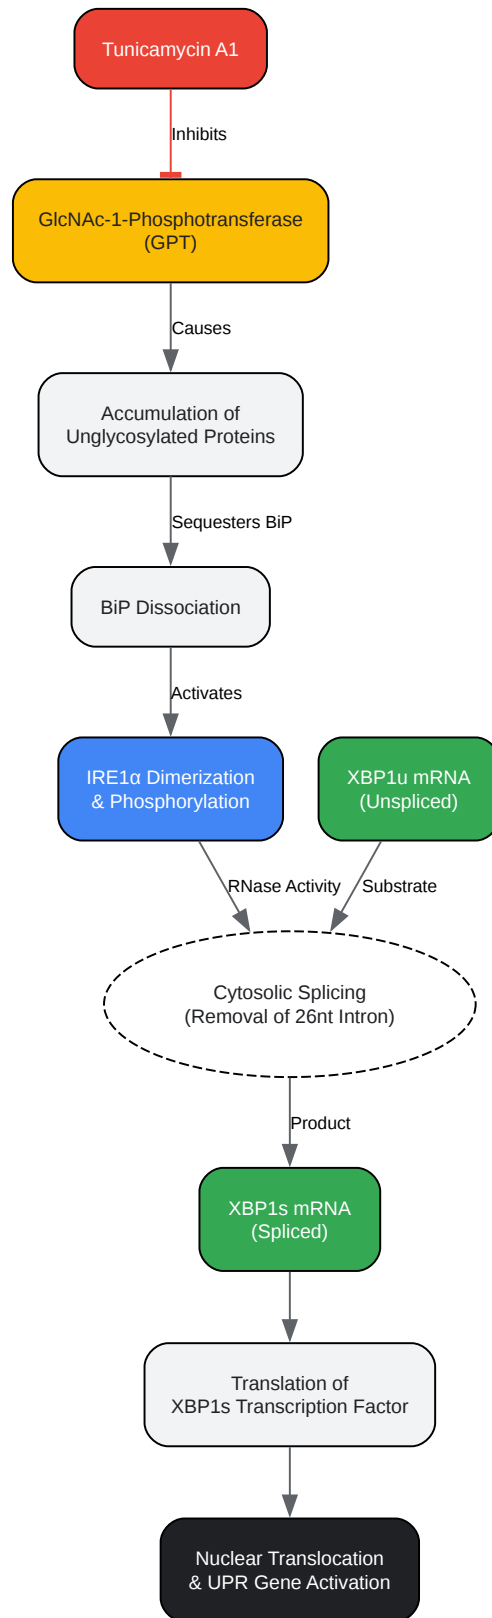 Tunicamycin A1
Inhibits
GlcNAc-1-Phosphotransferase
(GPT)
Causes
Accumulation of
Unglycosylated Proteins
Sequesters BiP
BiP Dissociation
Activates
IRE1α Dimerization
& Phosphorylation
XBP1u mRNA
(Unspliced)
RNase Activity
Substrate
Cytosolic Splicing
(Removal of 26nt Intron)
Product
XBP1s mRNA
(Spliced)
Translation of
XBP1s Transcription Factor
Nuclear Translocation
& UPR Gene Activation